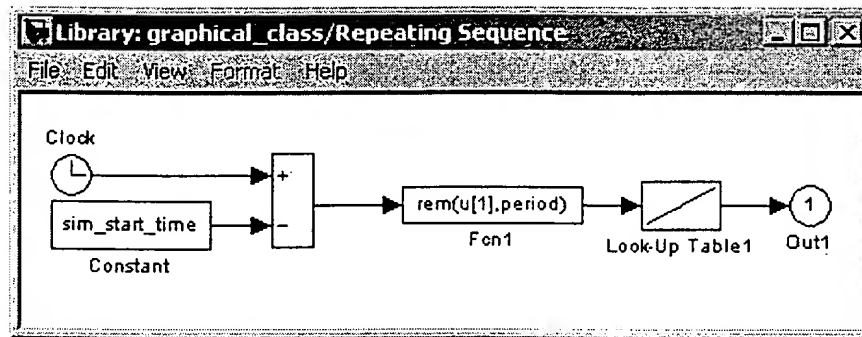 Library: graphical_class/Repeating Sequence
File Edit View Format Help
Clock
+
sim_start_time
−
Constant
rem(u[1],period)
Fcn1
Look-Up Table1
1
Out1